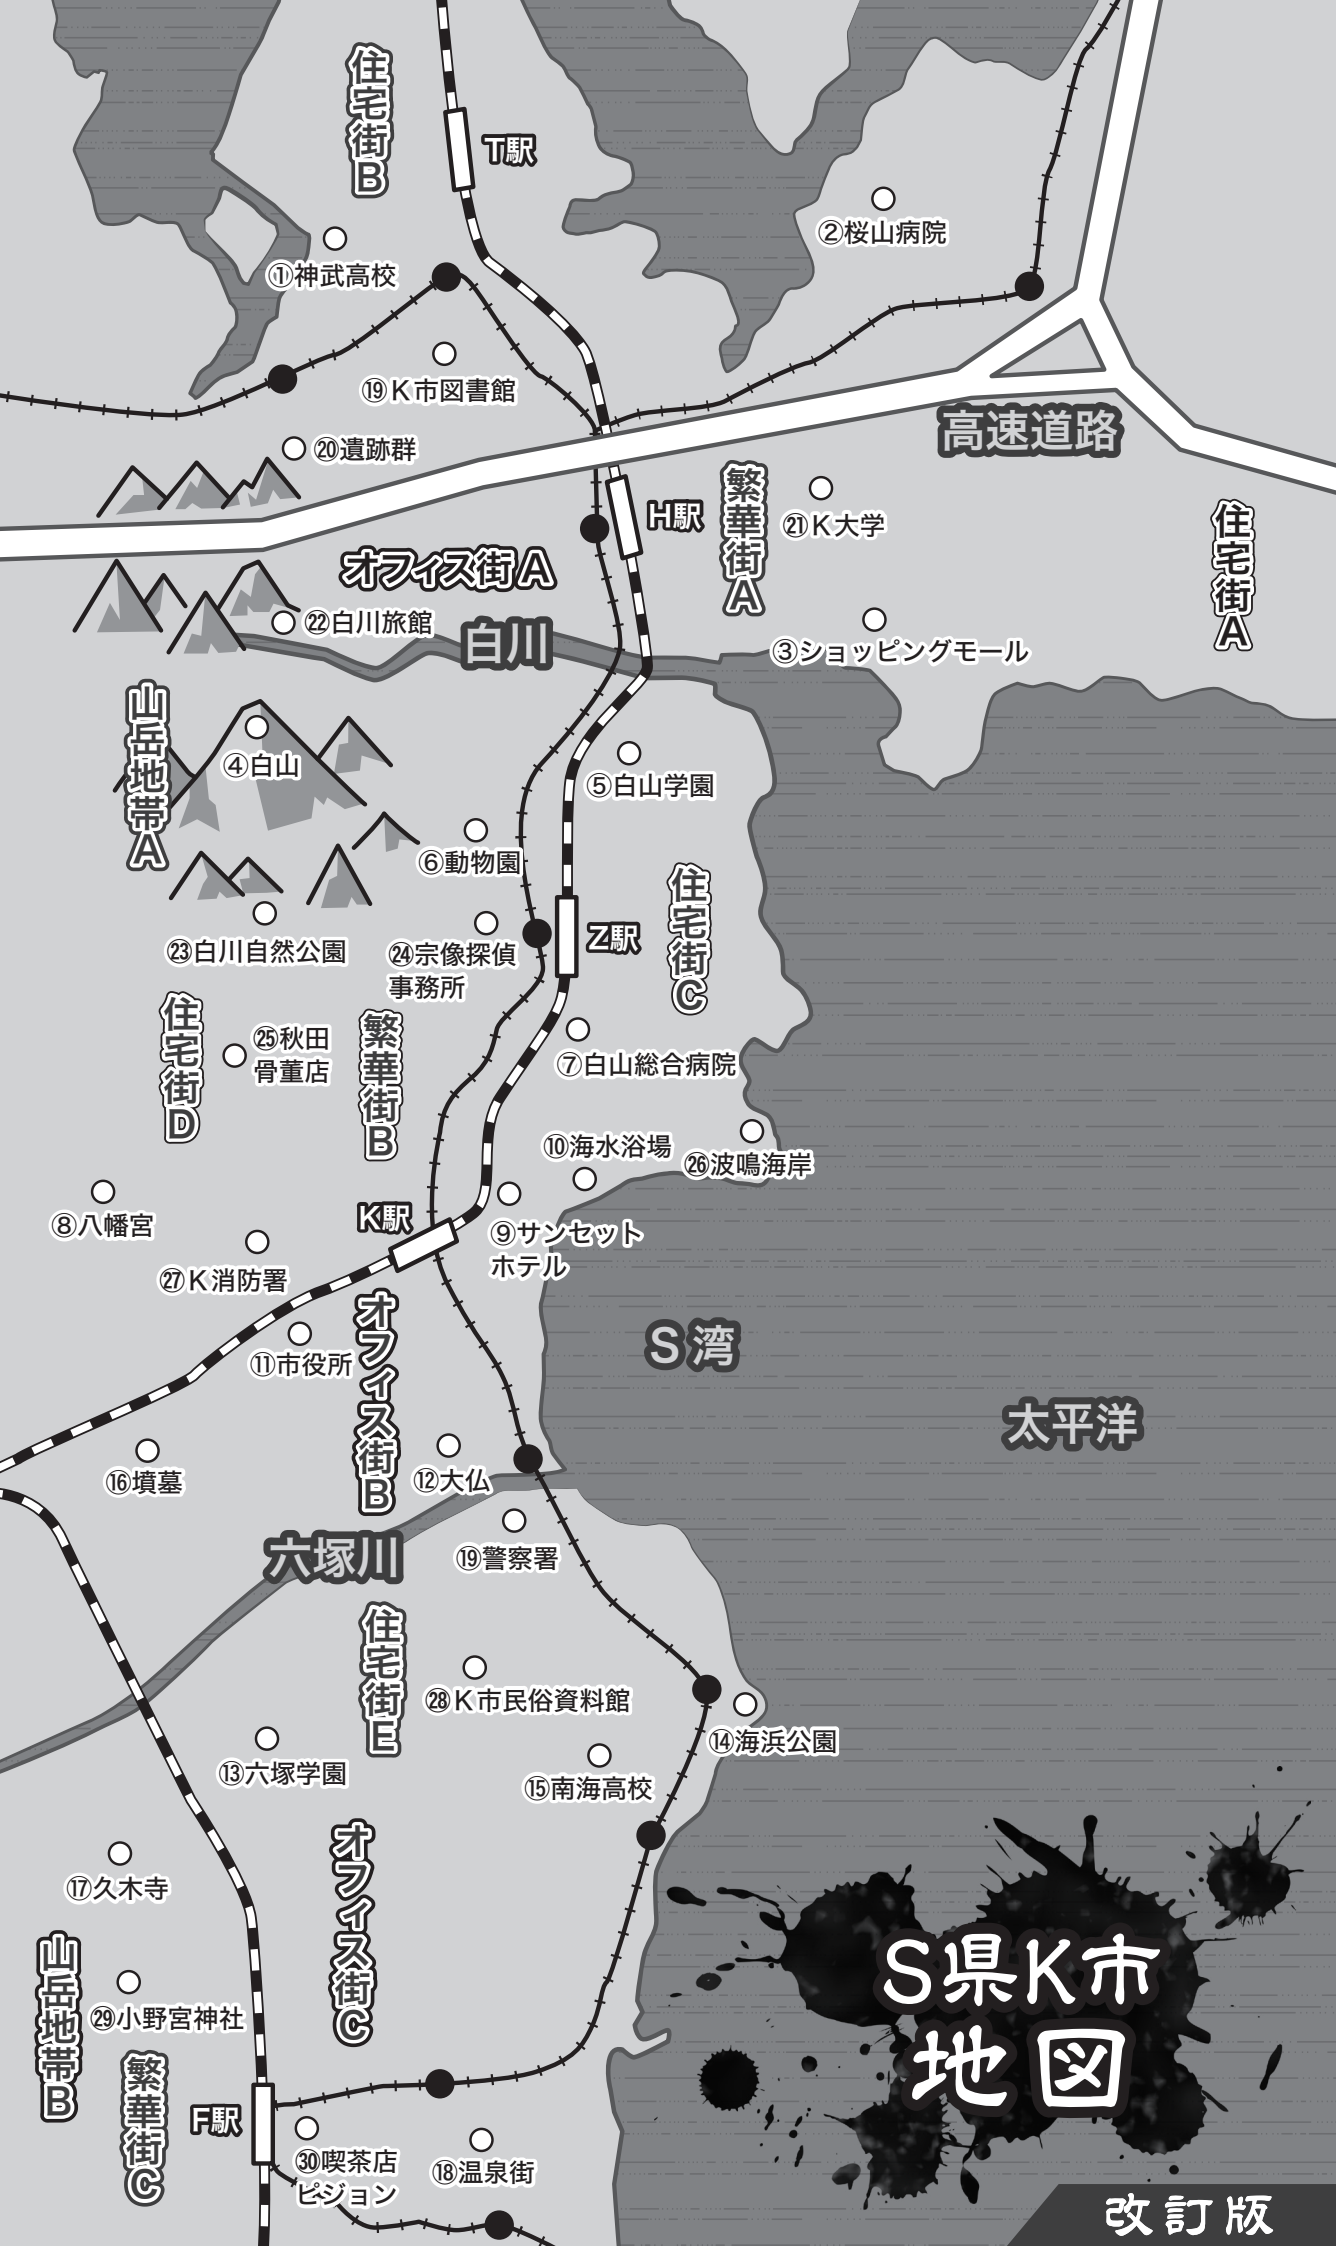 住宅街B
T駅
②桜山病院
①神武高校
⑲K市図書館
高速道路
⑳遺跡群
繁華街A
H駅
㉑K大学
住宅街A
オフィス街A
㉒白川旅館
白川
③ショッピングモール
山岳地帯A
④白山
⑤白山学園
⑥動物園
住宅街C
㉓白川自然公園
㉔宗像探偵
事務所
Z駅
住宅街D
㉕秋田
骨董店
繁華街B
⑦白山総合病院
⑩海水浴場
㉖波鳴海岸
⑧八幡宮
K駅
⑨サンセット
ホテル
㉗K消防署
オフィス街B
S湾
⑪市役所
太平洋
⑯墳墓
⑫大仏
六塚川
⑲警察署
住宅街E
㉘K市民俗資料館
⑭海浜公園
⑬六塚学園
⑮南海高校
オフィス街C
⑰久木寺
山岳地帯B
㉙小野宮神社
S県K市
地図
繁華街C
F駅
㉚喫茶店
ピジョン
⑱温泉街
改訂版